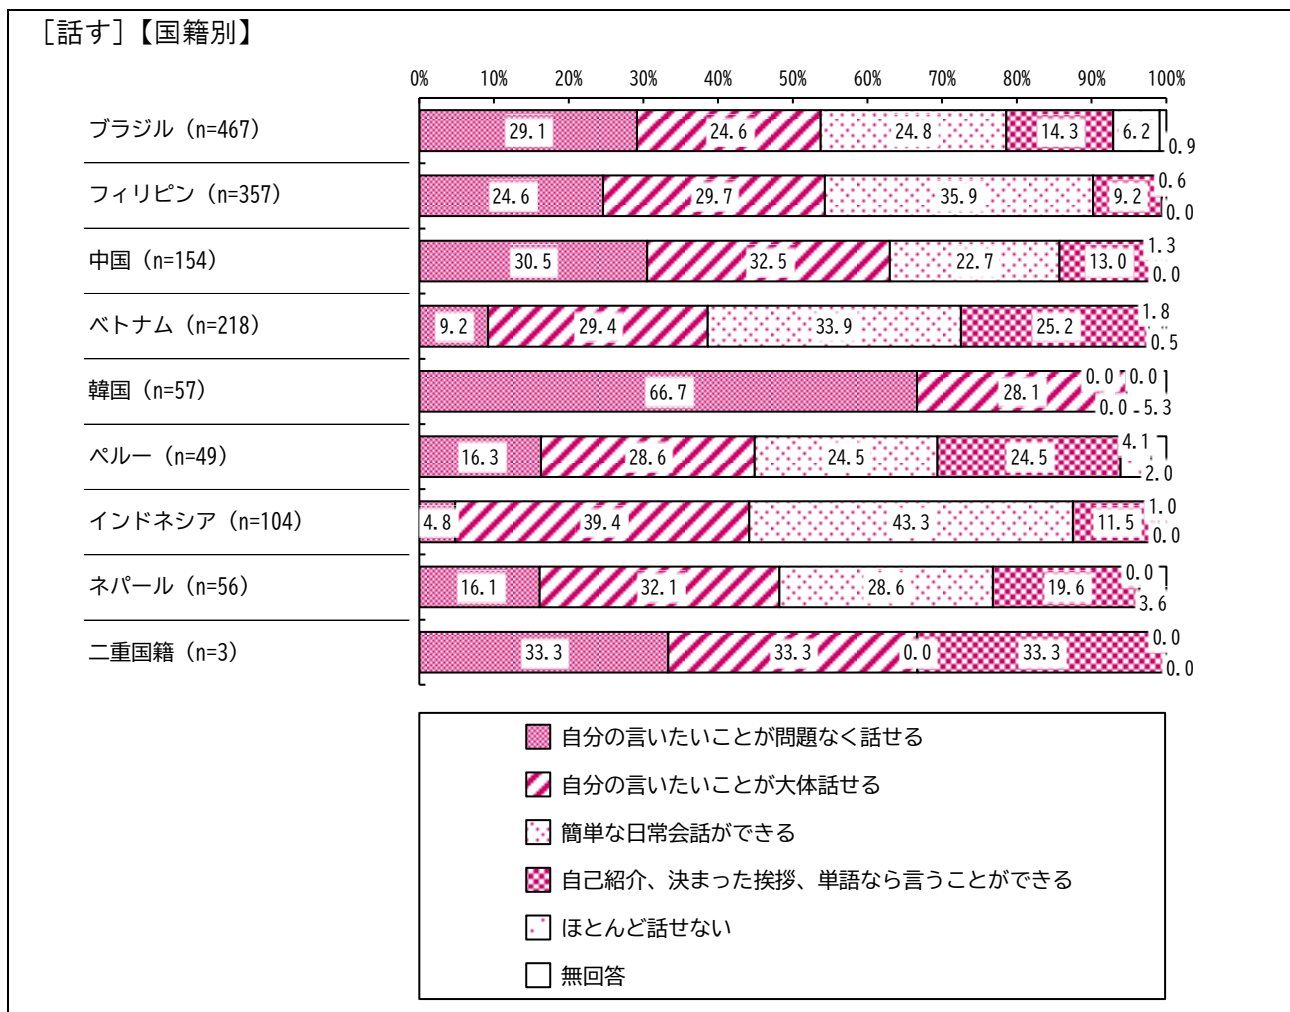 ［話す］【国籍別】
0% 10% 20% 30% 40% 50% 60% 70% 80% 90% 100%
ブラジル（n=467） 29.1 24.6 24.8 14.3 6.2 0.9
フィリピン（n=357） 24.6 29.7 35.9 9.2 0.6 0.0
中国（n=154） 30.5 32.5 22.7 13.0 1.3 0.0
ベトナム（n=218） 9.2 29.4 33.9 25.2 1.8 0.5
韓国（n=57） 66.7 28.1 0.0 0.0 0.0 5.3
ペルー（n=49） 16.3 28.6 24.5 24.5 4.1 2.0
インドネシア（n=104） 4.8 39.4 43.3 11.5 1.0 0.0
ネパール（n=56） 16.1 32.1 28.6 19.6 0.0 3.6
二重国籍（n=3） 33.3 33.3 0.0 33.3 0.0 0.0
自分の言いたいことが問題なく話せる
自分の言いたいことが大体話せる
簡単な日常会話ができる
自己紹介、決まった挨拶、単語なら言うことができる
ほとんど話せない
無回答